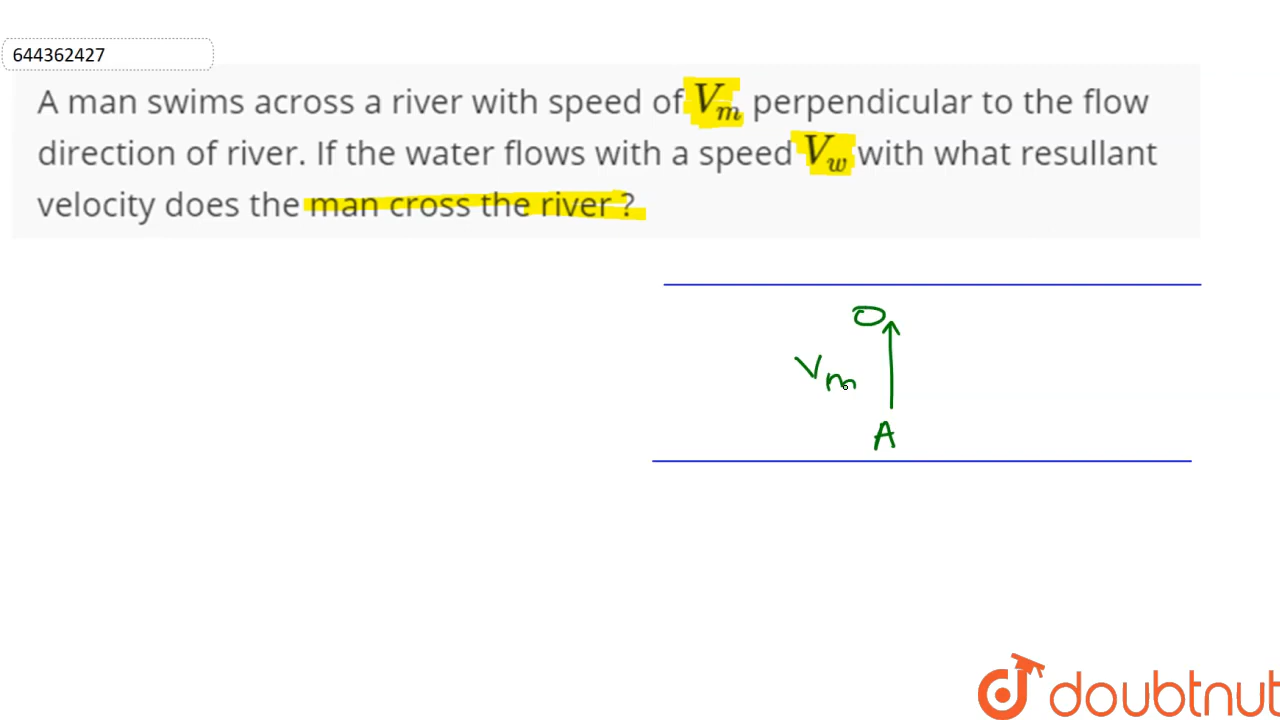 644362427
A man swims across a river with speed of Vm perpendicular to the flow
direction of river. If the water flows with a speed Vw with what resullant
velocity does the man cross the river ?
O
Vm
A
doubtnut